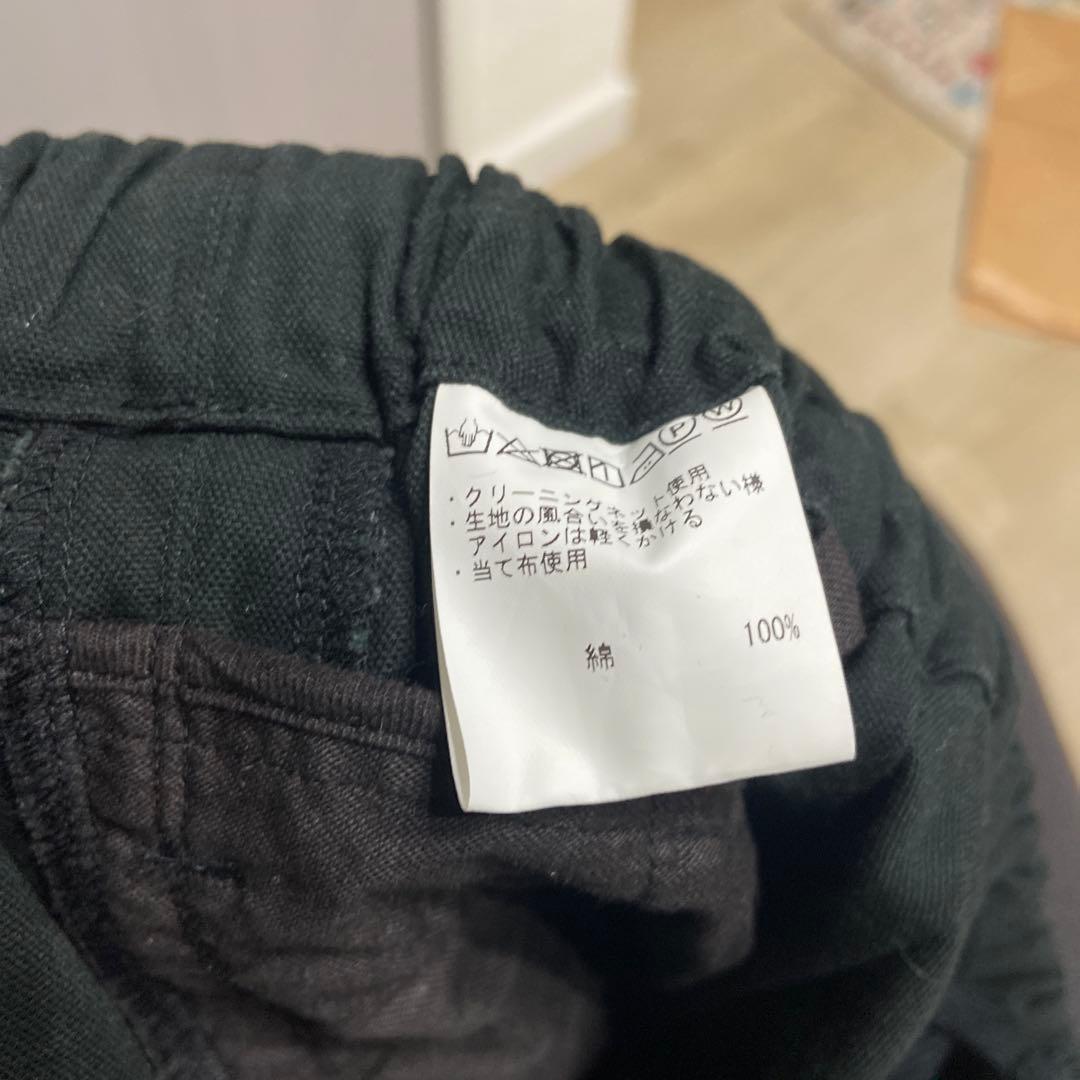 P W
・クリーニングネット使用
・生地の風合いを損なわない様
アイロンは軽くかける
・当て布使用
綿 100%